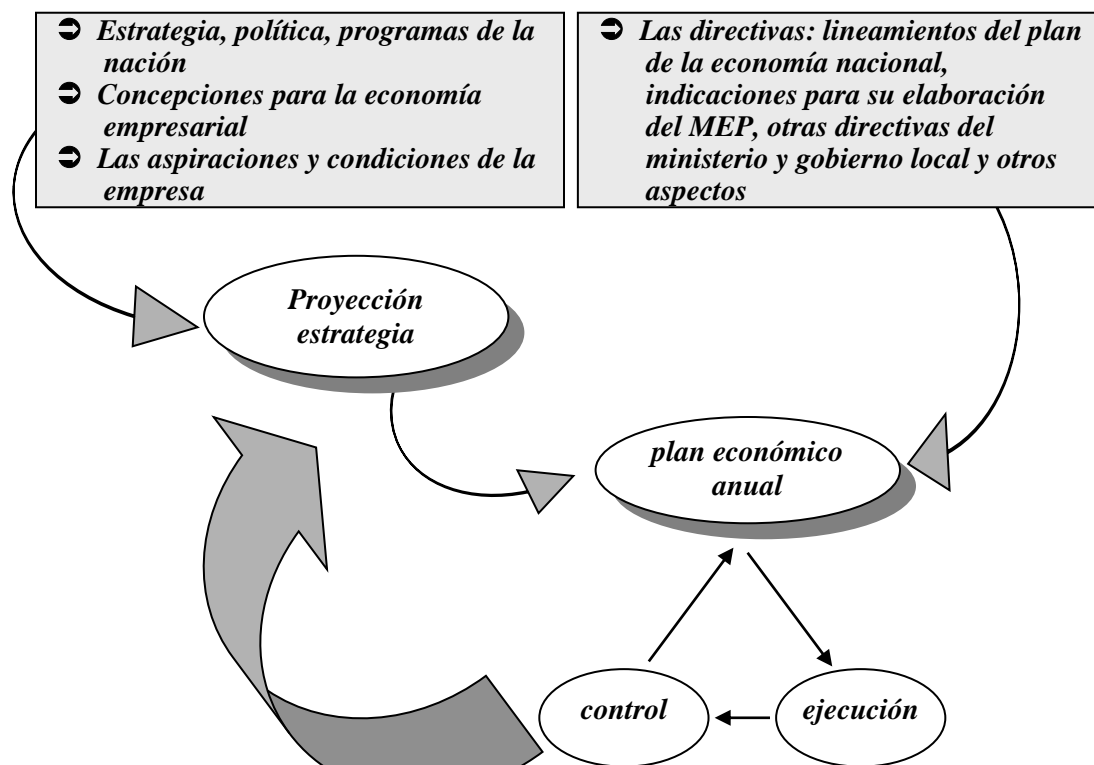 ➲ Estrategia, política, programas de la
nación
➲ Concepciones para la economía
empresarial
➲ Las aspiraciones y condiciones de la
empresa
➲ Las directivas: lineamientos del plan
de la economía nacional,
indicaciones para su elaboración
del MEP, otras directivas del
ministerio y gobierno local y otros
aspectos
Proyección
estrategia
plan económico
anual
control
ejecución